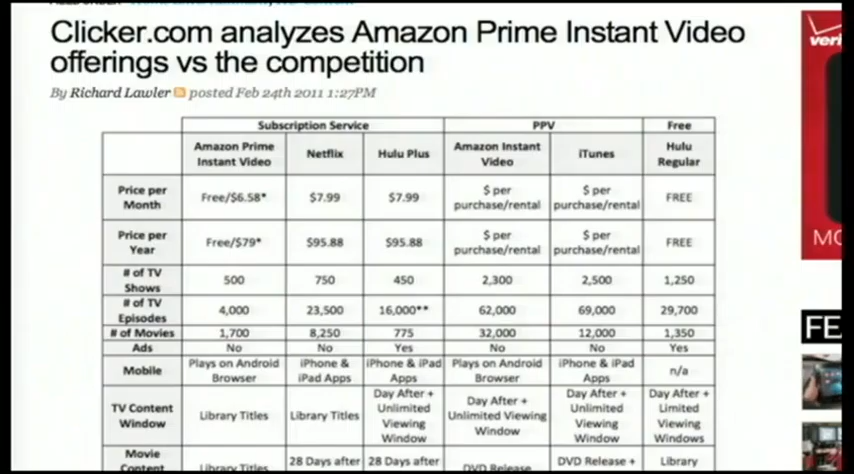 Clicker.com analyzes Amazon Prime Instant Video
offerings vs the competition
By Richard Lawler posted Feb 24th 2011 1:27PM
Subscription Service PPV Free
Amazon Prime Instant Video Netflix Hulu Plus Amazon Instant Video iTunes Hulu Regular
Price per Month Free/$6.58* $7.99 $7.99 $ per purchase/rental $ per purchase/rental FREE
Price per Year Free/$79* $95.88 $95.88 $ per purchase/rental $ per purchase/rental FREE
# of TV Shows 500 750 450 2,300 2,500 1,250
# of TV Episodes 4,000 23,500 16,000** 62,000 69,000 29,700
# of Movies 1,700 8,250 775 32,000 12,000 1,350
Ads No No Yes No No Yes
Mobile Plays on Android Browser iPhone & iPad Apps iPhone & iPad Apps Plays on Android Browser iPhone & iPad Apps n/a
TV Content Window Library Titles Library Titles Day After + Unlimited Viewing Window Day After + Unlimited Viewing Window Day After + Unlimited Viewing Window Day After + Limited Viewing Windows
Movie Content Library Titles 28 Days after 28 Days after DVD Release DVD Release + Library
veri
MO
FE